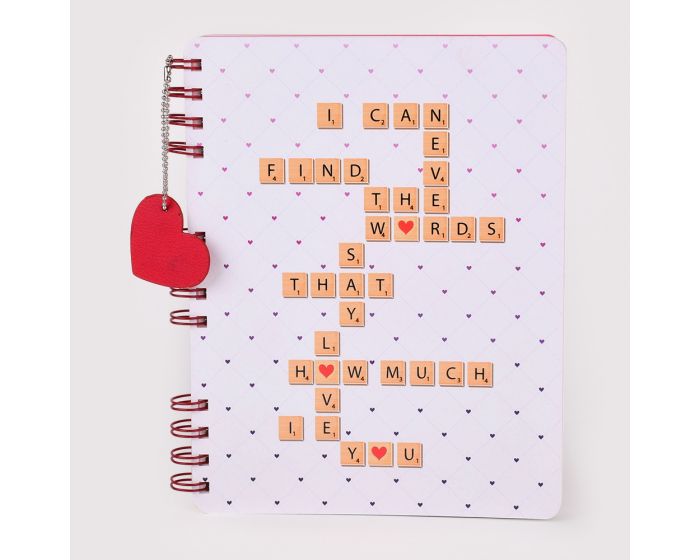 I CAN
E
FIND V
THE
W♥RDS
S
THAT
Y
L
H♥W MUCH
V
I E
Y♥U